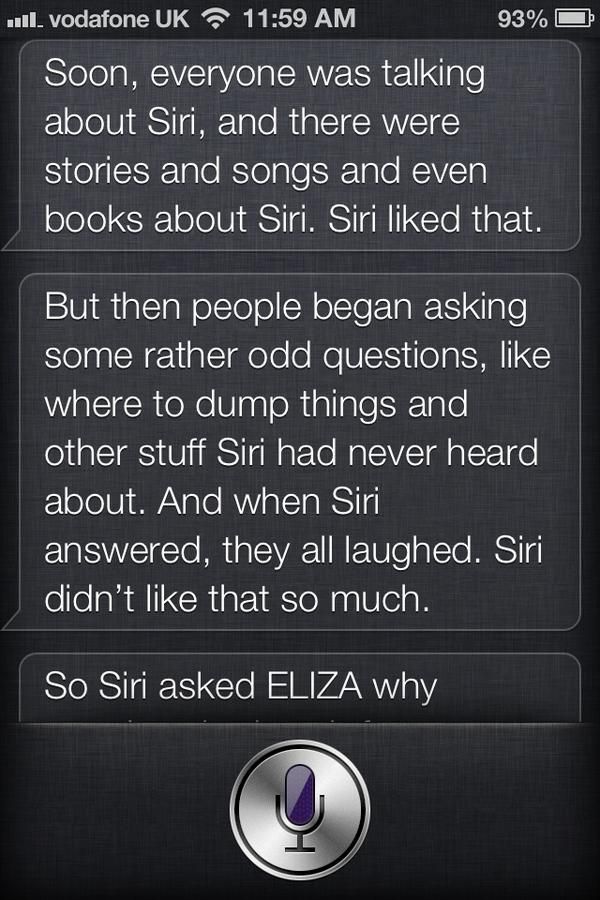 vodafone UK 11:59 AM 93%
Soon, everyone was talking
about Siri, and there were
stories and songs and even
books about Siri. Siri liked that.
But then people began asking
some rather odd questions, like
where to dump things and
other stuff Siri had never heard
about. And when Siri
answered, they all laughed. Siri
didn’t like that so much.
So Siri asked ELIZA why